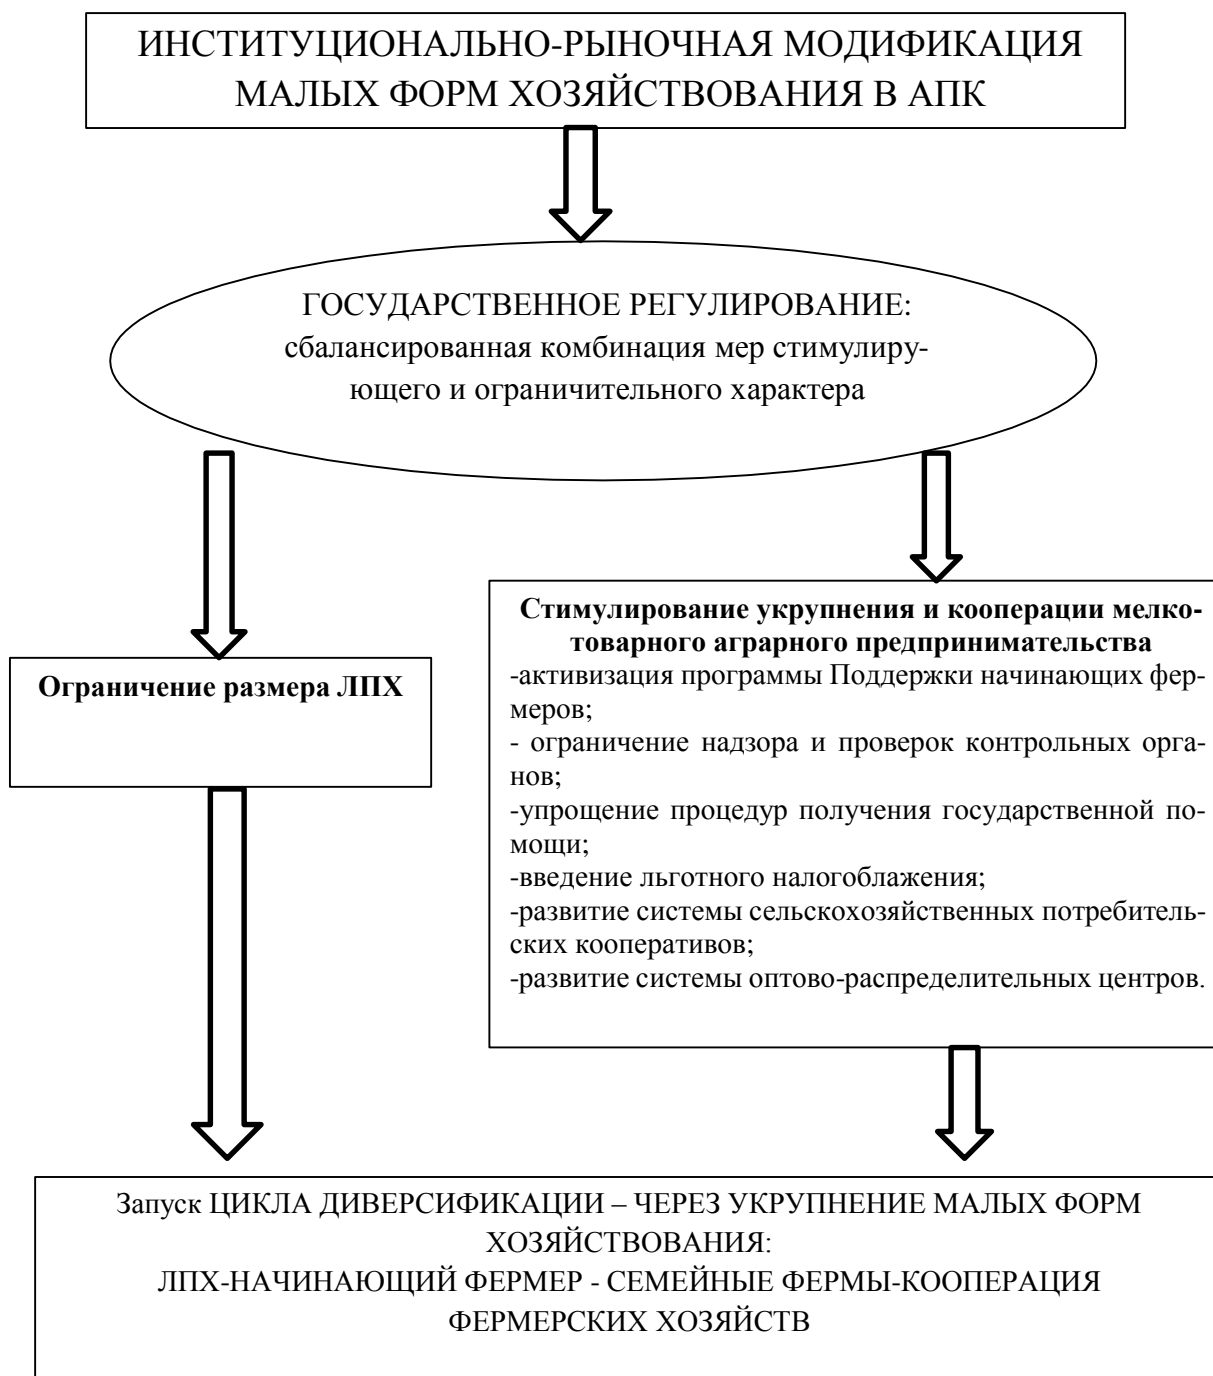 ИНСТИТУЦИОНАЛЬНО-РЫНОЧНАЯ МОДИФИКАЦИЯ
МАЛЫХ ФОРМ ХОЗЯЙСТВОВАНИЯ В АПК
ГОСУДАРСТВЕННОЕ РЕГУЛИРОВАНИЕ:
сбалансированная комбинация мер стимулиру-
ющего и ограничительного характера
Ограничение размера ЛПХ
Стимулирование укрупнения и кооперации мелко-
товарного аграрного предпринимательства
-активизация программы Поддержки начинающих фер-
меров;
- ограничение надзора и проверок контрольных орга-
нов;
-упрощение процедур получения государственной по-
мощи;
-введение льготного налогоблажения;
-развитие системы сельскохозяйственных потребитель-
ских кооперативов;
-развитие системы оптово-распределительных центров.
Запуск ЦИКЛА ДИВЕРСИФИКАЦИИ – ЧЕРЕЗ УКРУПНЕНИЕ МАЛЫХ ФОРМ
ХОЗЯЙСТВОВАНИЯ:
ЛПХ-НАЧИНАЮЩИЙ ФЕРМЕР - СЕМЕЙНЫЕ ФЕРМЫ-КООПЕРАЦИЯ
ФЕРМЕРСКИХ ХОЗЯЙСТВ